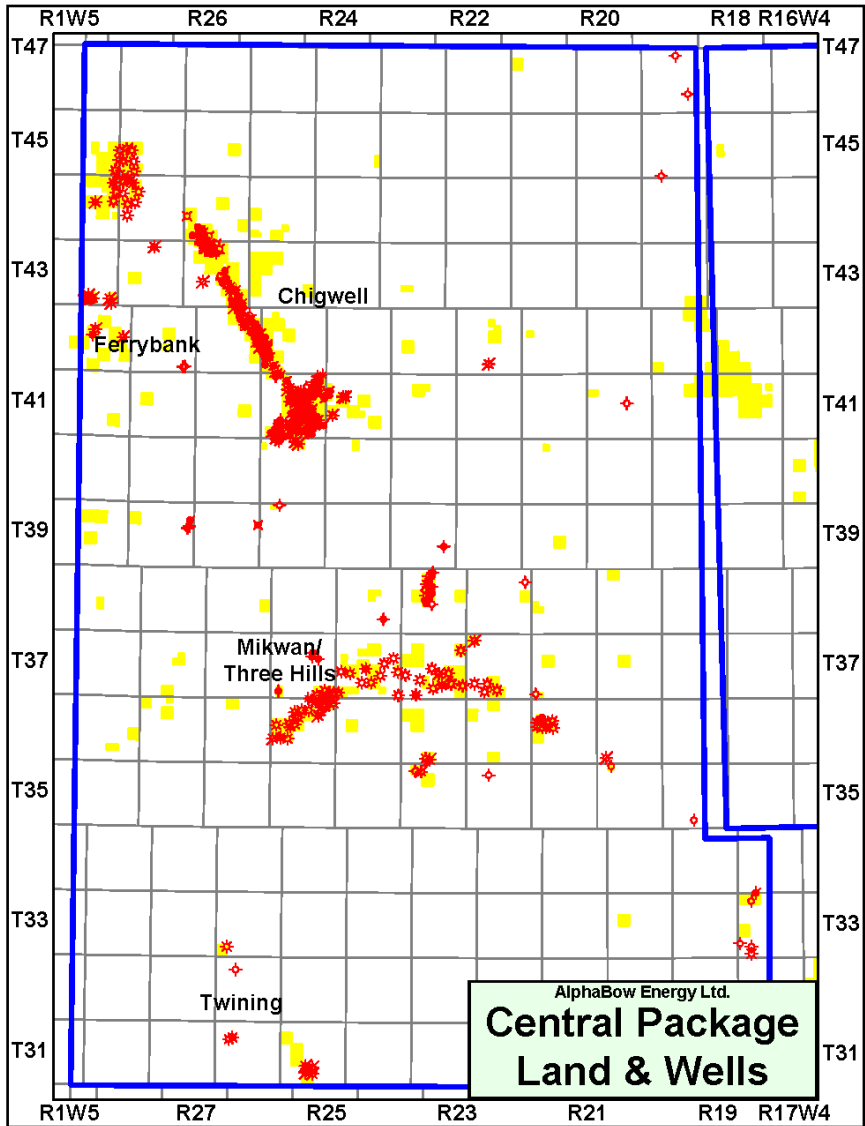 R1W5 R26 R24 R22 R20 R18 R16W4
T47 T47
T45 T45
T43 T43
Chigwell
Ferrybank
T41 T41
T39 T39
Mikwan/
Three Hills
T37 T37
T35 T35
T33 T33
Twining
T31 T31
AlphaBow Energy Ltd.
Central Package
Land & Wells
R1W5 R27 R25 R23 R21 R19 R17W4